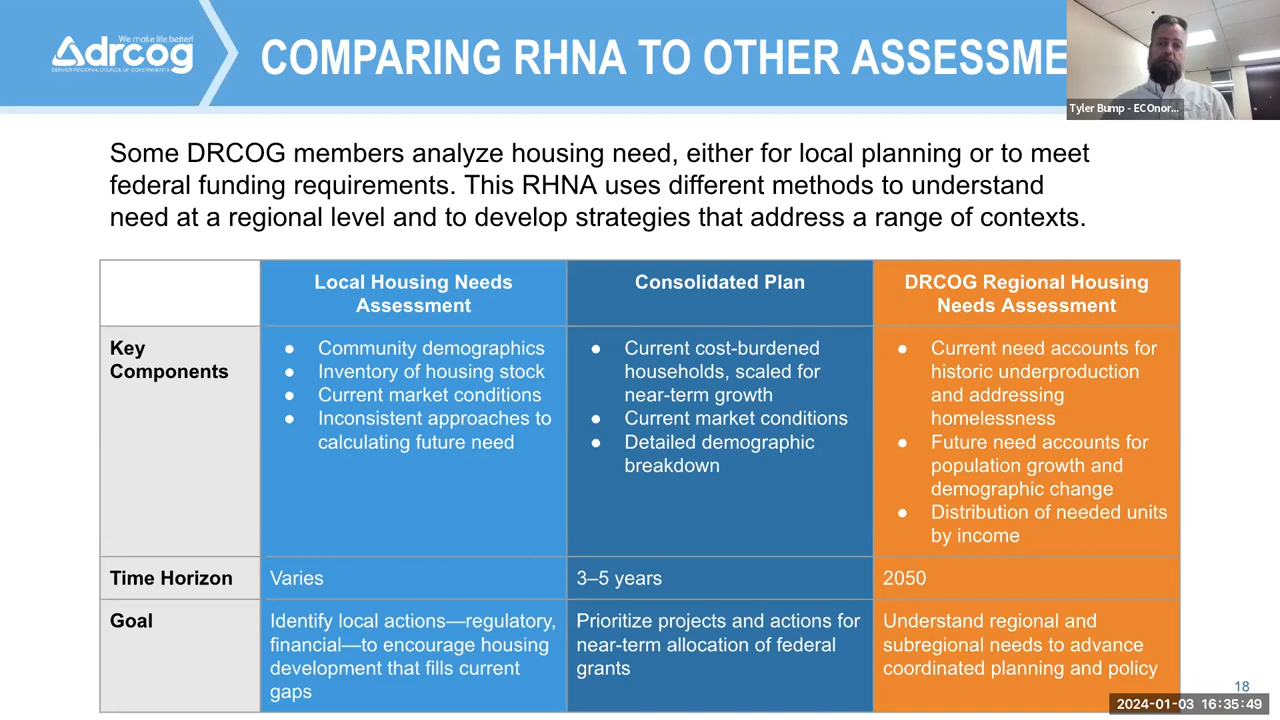 We make life better!
drcog
DENVER REGIONAL COUNCIL OF GOVERNMENTS
COMPARING RHNA TO OTHER ASSESSME
Tyler Bump - ECOnor...
Some DRCOG members analyze housing need, either for local planning or to meet
federal funding requirements. This RHNA uses different methods to understand
need at a regional level and to develop strategies that address a range of contexts.
Local Housing Needs
Assessment
Consolidated Plan
DRCOG Regional Housing
Needs Assessment
Key
Components
● Community demographics
● Inventory of housing stock
● Current market conditions
● Inconsistent approaches to
calculating future need
● Current cost-burdened
households, scaled for
near-term growth
● Current market conditions
● Detailed demographic
breakdown
● Current need accounts for
historic underproduction
and addressing
homelessness
● Future need accounts for
population growth and
demographic change
● Distribution of needed units
by income
Time Horizon
Varies
3–5 years
2050
Goal
Identify local actions—regulatory,
financial—to encourage housing
development that fills current
gaps
Prioritize projects and actions for
near-term allocation of federal
grants
Understand regional and
subregional needs to advance
coordinated planning and policy
18
2024-01-03 16:35:49